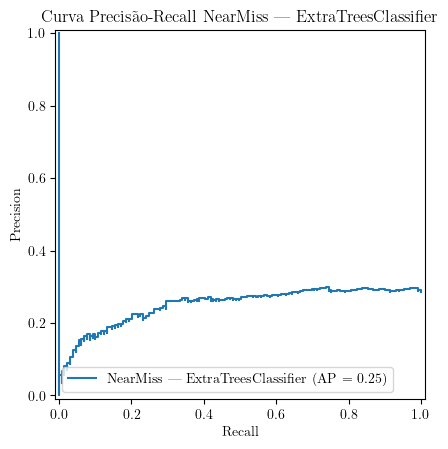 Curva Precisão-Recall NearMiss — ExtraTreesClassifier
1.0
0.8
0.6
0.4
0.2
0.0
Precision
NearMiss — ExtraTreesClassifier (AP = 0.25)
0.0 0.2 0.4 0.6 0.8 1.0
Recall